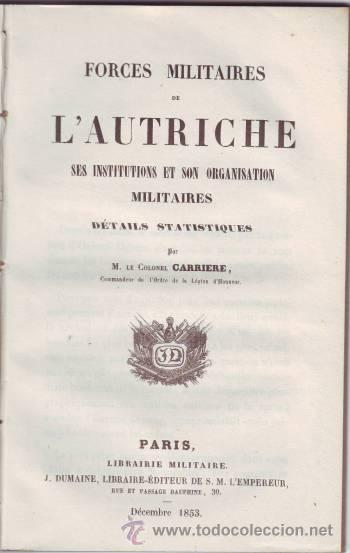 FORCES MILITAIRES
DE
L'AUTRICHE
SES INSTITUTIONS ET SON ORGANISATION
MILITAIRES
DÉTAILS STATISTIQUES
par
M. LE COLONEL CARRIERE,
Commandeur de l'Ordre de la Légion d'Honneur.
JD
PARIS,
LIBRAIRIE MILITAIRE.
J. DUMAINE, LIBRAIRE-ÉDITEUR DE S. M. L'EMPEREUR,
RUE ET PASSAGE DAUPHINE, 30.
Décembre 1853.
www.todocoleccion.net